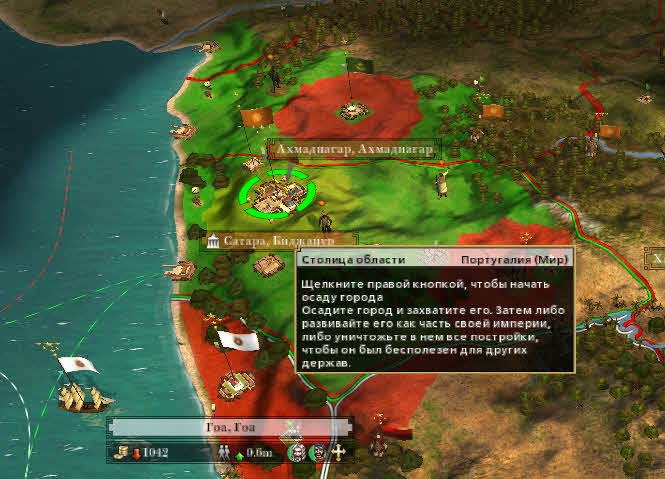 Ахмаднагар, Ахмаднагар
Сатара, Биджапур
Столица области Португалия (Мир)
Щелкните правой кнопкой, чтобы начать
осаду города
Осадите город и захватите его. Затем либо
развивайте его как часть своей империи,
либо уничтожьте в нем все постройки,
чтобы он был бесполезен для других
держав.
Х
Гоа, Гоа
1042 0.6m